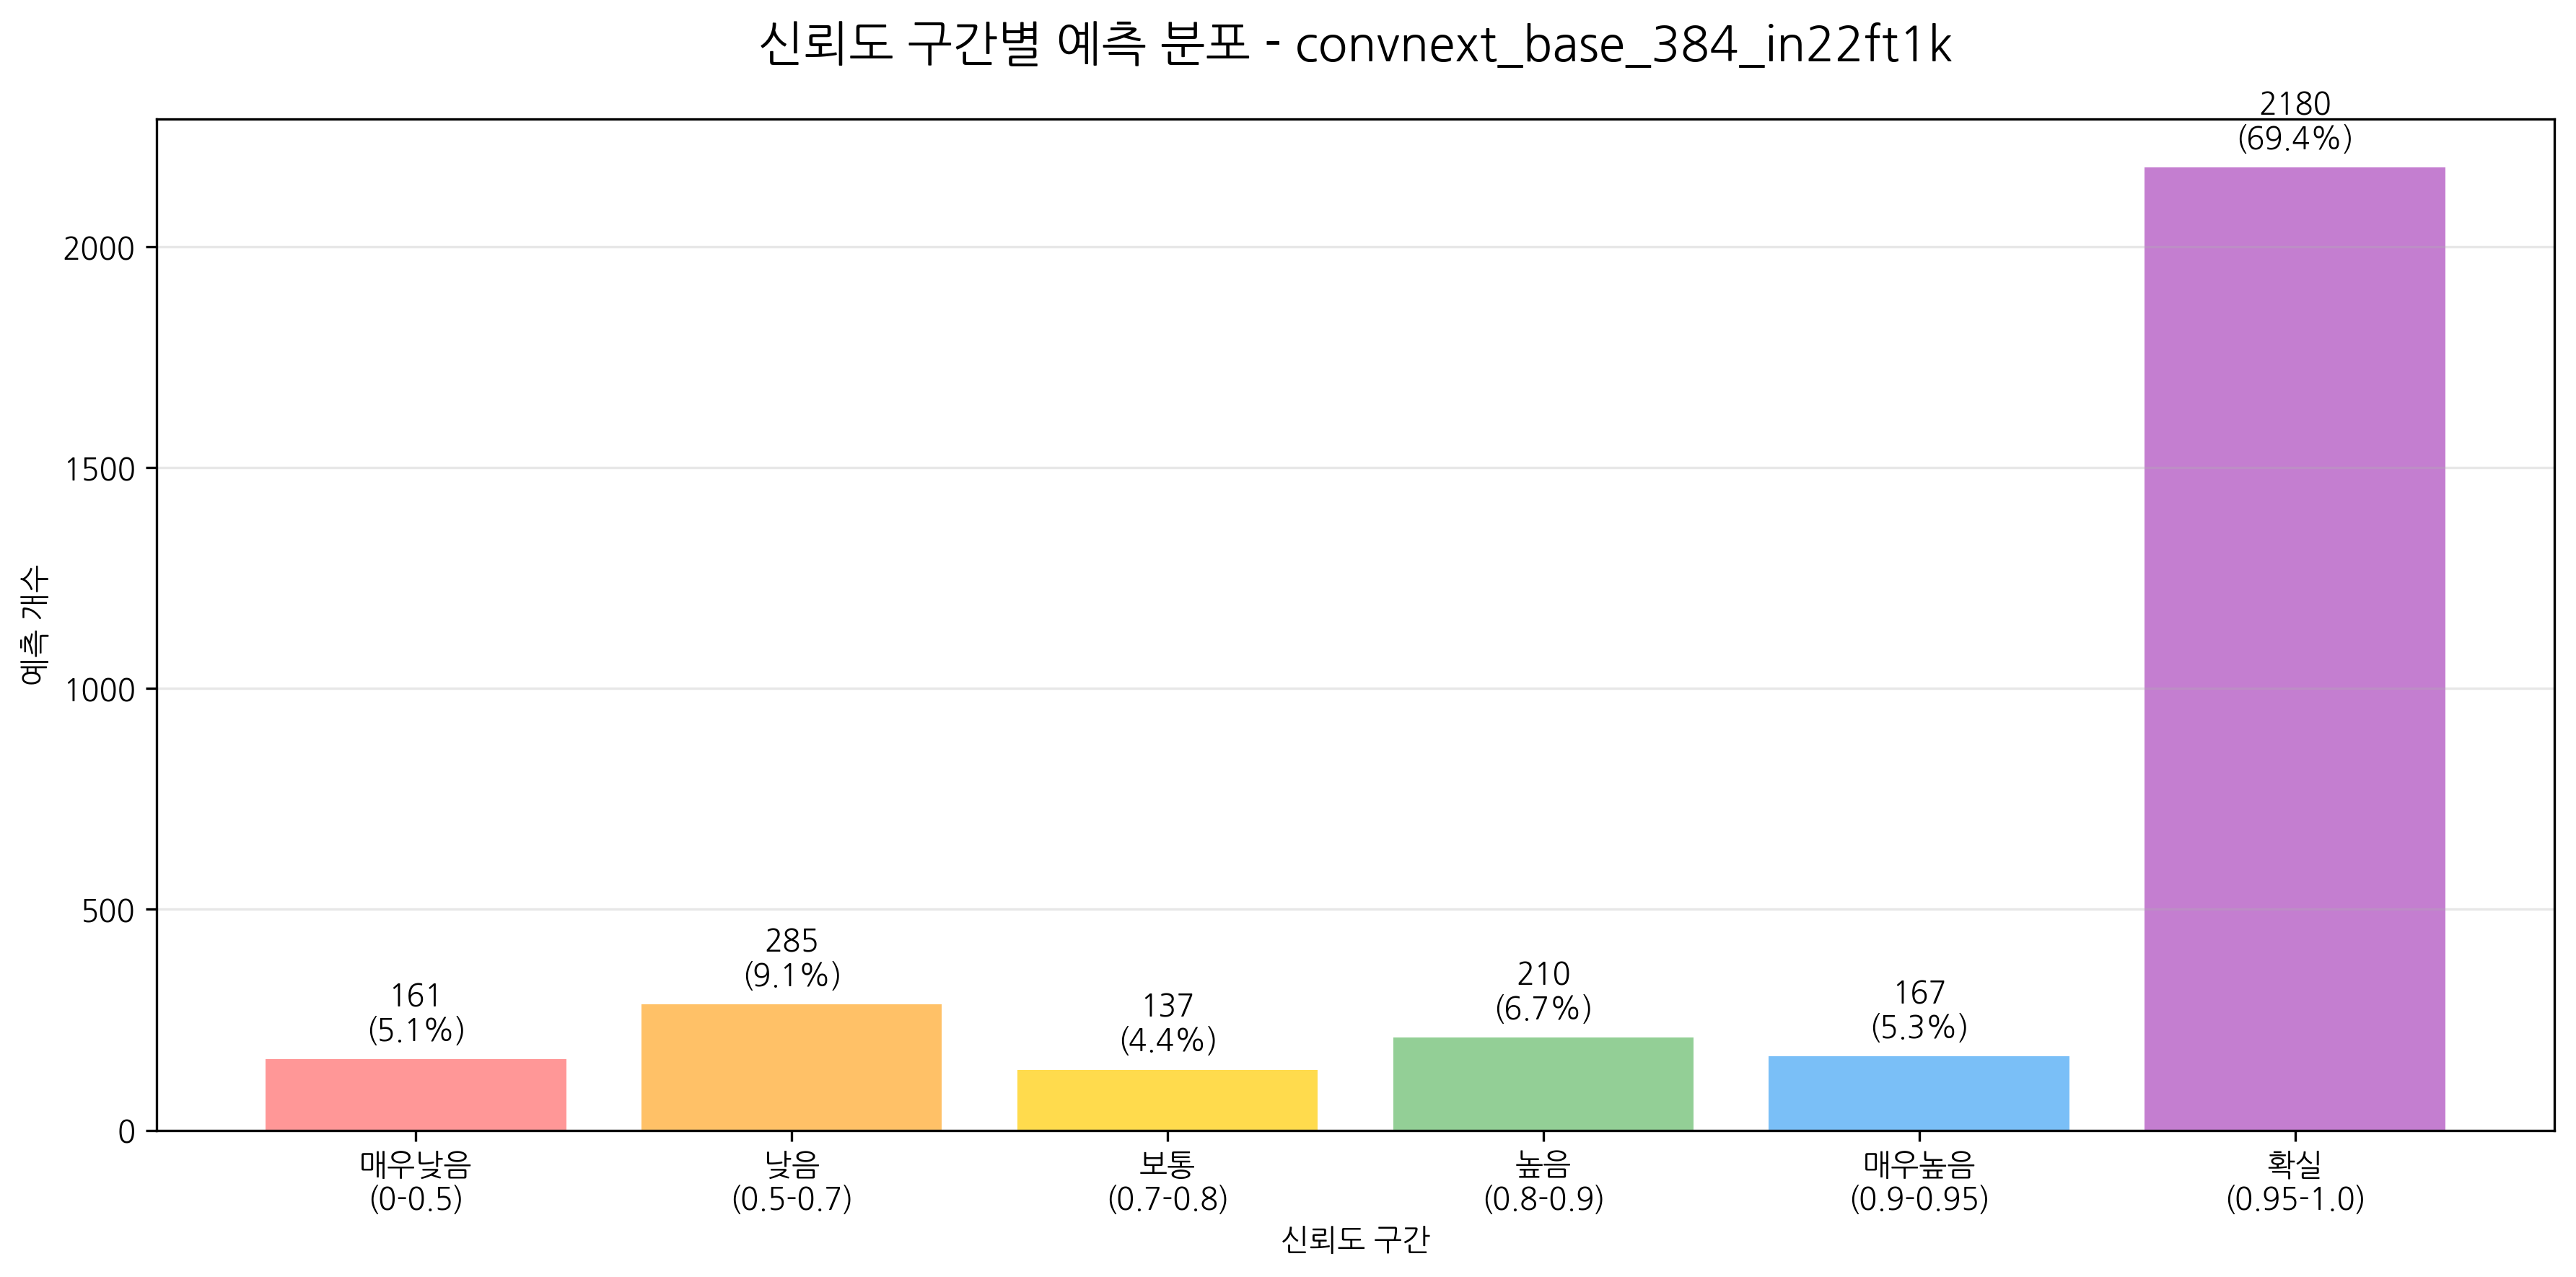 신뢰도 구간별 예측 분포 - convnext_base_384_in22ft1k
2180
(69.4%)
2000
1500
1000
500
0
예측 개수
161
(5.1%)
285
(9.1%)
137
(4.4%)
210
(6.7%)
167
(5.3%)
매우낮음
(0-0.5)
낮음
(0.5-0.7)
보통
(0.7-0.8)
높음
(0.8-0.9)
매우높음
(0.9-0.95)
확실
(0.95-1.0)
신뢰도 구간